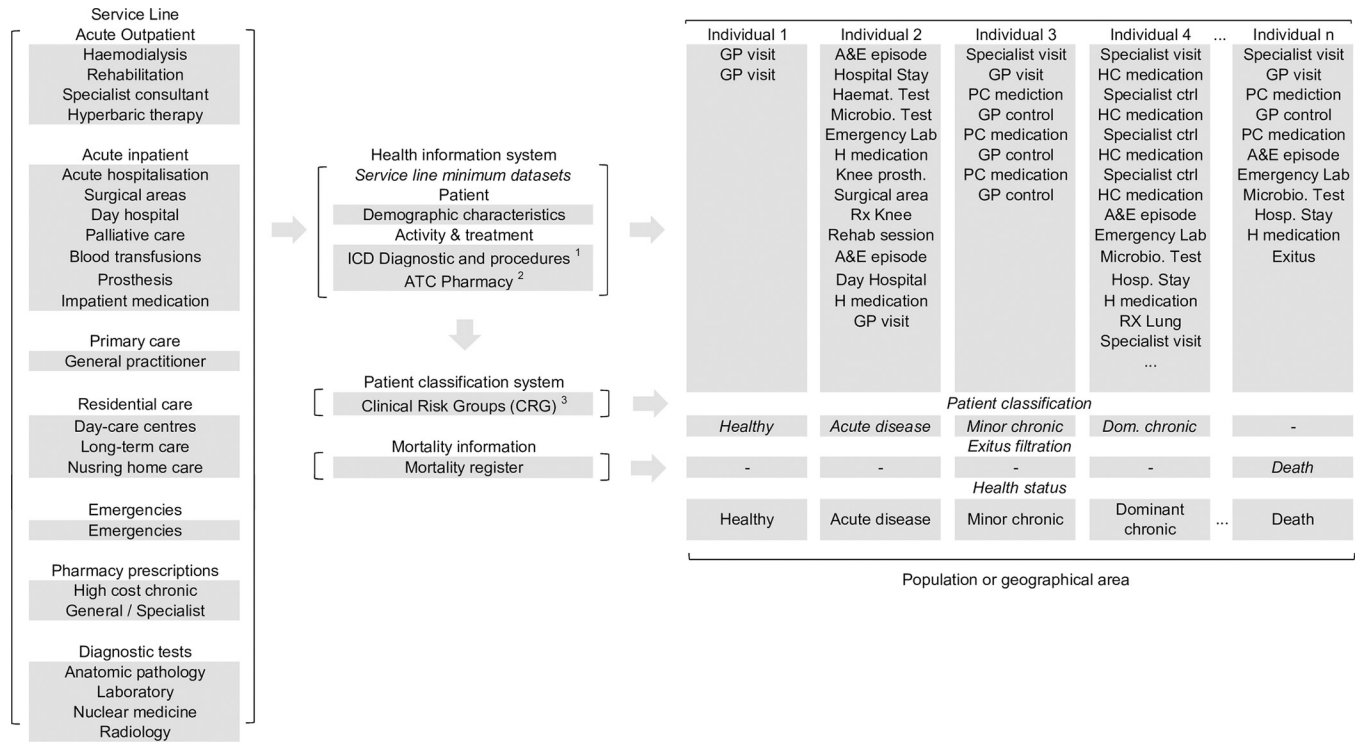 Service Line
Acute Outpatient
Haemodialysis
Rehabilitation
Specialist consultant
Hyperbaric therapy
Acute inpatient
Acute hospitalisation
Surgical areas
Day hospital
Palliative care
Blood transfusions
Prosthesis
Impatient medication
Primary care
General practitioner
Residential care
Day-care centres
Long-term care
Nusring home care
Emergencies
Emergencies
Pharmacy prescriptions
High cost chronic
General / Specialist
Diagnostic tests
Anatomic pathology
Laboratory
Nuclear medicine
Radiology
Health information system
Service line minimum datasets
Patient
Demographic characteristics
Activity & treatment
ICD Diagnostic and procedures 1
ATC Pharmacy 2
Patient classification system
Clinical Risk Groups (CRG) 3
Mortality information
Mortality register
Individual 1
GP visit
GP visit
Individual 2
A&E episode
Hospital Stay
Haemat. Test
Microbio. Test
Emergency Lab
H medication
Knee prosth.
Surgical area
Rx Knee
Rehab session
A&E episode
Day Hospital
H medication
GP visit
Individual 3
Specialist visit
GP visit
PC mediction
GP control
PC medication
GP control
PC medication
GP control
Individual 4
Specialist visit
HC medication
Specialist ctrl
HC medication
Specialist ctrl
HC medication
Specialist ctrl
HC medication
A&E episode
Emergency Lab
Microbio. Test
Hosp. Stay
H medication
RX Lung
Specialist visit
...
...
Individual n
Specialist visit
GP visit
PC mediction
GP control
PC medication
A&E episode
Emergency Lab
Microbio. Test
Hosp. Stay
H medication
Exitus
Patient classification
Healthy Acute disease Minor chronic Dom. chronic -
Exitus filtration
- - - - Death
Health status
Healthy Acute disease Minor chronic Dominant chronic ... Death
Population or geographical area